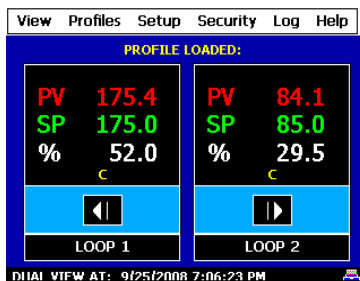 View Profiles Setup Security Log Help
PROFILE LOADED:
PV 175.4
SP 175.0
% 52.0
C
LOOP 1
PV 84.1
SP 85.0
% 29.5
C
LOOP 2
DUAL VIEW AT: 9/25/2008 7:06:23 PM